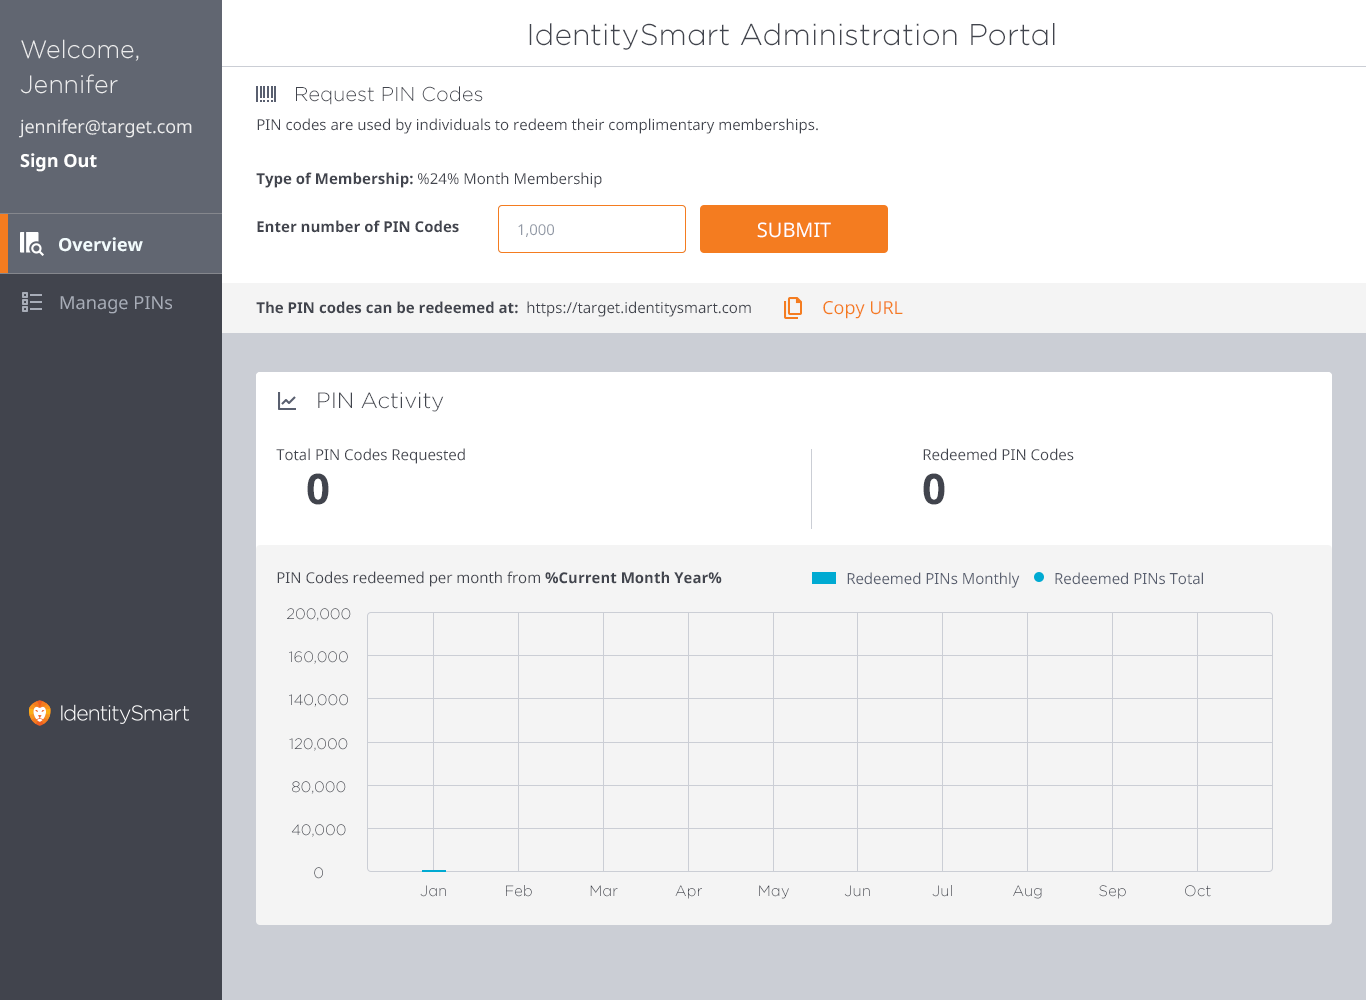 Welcome,
Jennifer
jennifer@target.com
Sign Out
Overview
Manage PINs
IdentitySmart
IdentitySmart Administration Portal
Request PIN Codes
PIN codes are used by individuals to redeem their complimentary memberships.
Type of Membership: %24% Month Membership
Enter number of PIN Codes
1,000
SUBMIT
The PIN codes can be redeemed at: https://target.identitysmart.com
Copy URL
PIN Activity
Total PIN Codes Requested
0
Redeemed PIN Codes
0
PIN Codes redeemed per month from %Current Month Year%
Redeemed PINs Monthly
Redeemed PINs Total
200,000
160,000
140,000
120,000
80,000
40,000
0
Jan Feb Mar Apr May Jun Jul Aug Sep Oct